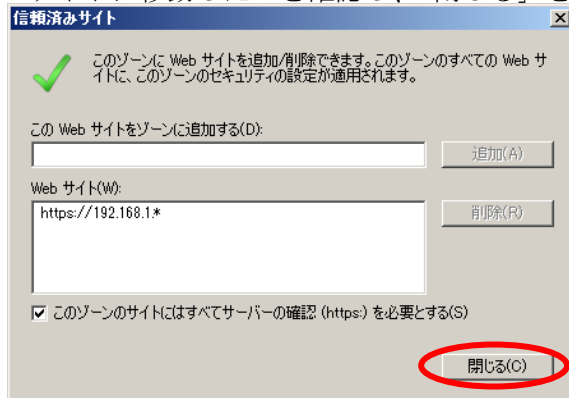 信頼済みサイト
このゾーンに Web サイトを追加/削除できます。このゾーンのすべての Web サ
イトに、このゾーンのセキュリティの設定が適用されます。
この Web サイトをゾーンに追加する(D):
追加(A)
Web サイト(W):
https://192.168.1.*
削除(R)
このゾーンのサイトにはすべてサーバーの確認 (https:) を必要とする(S)
閉じる(C)